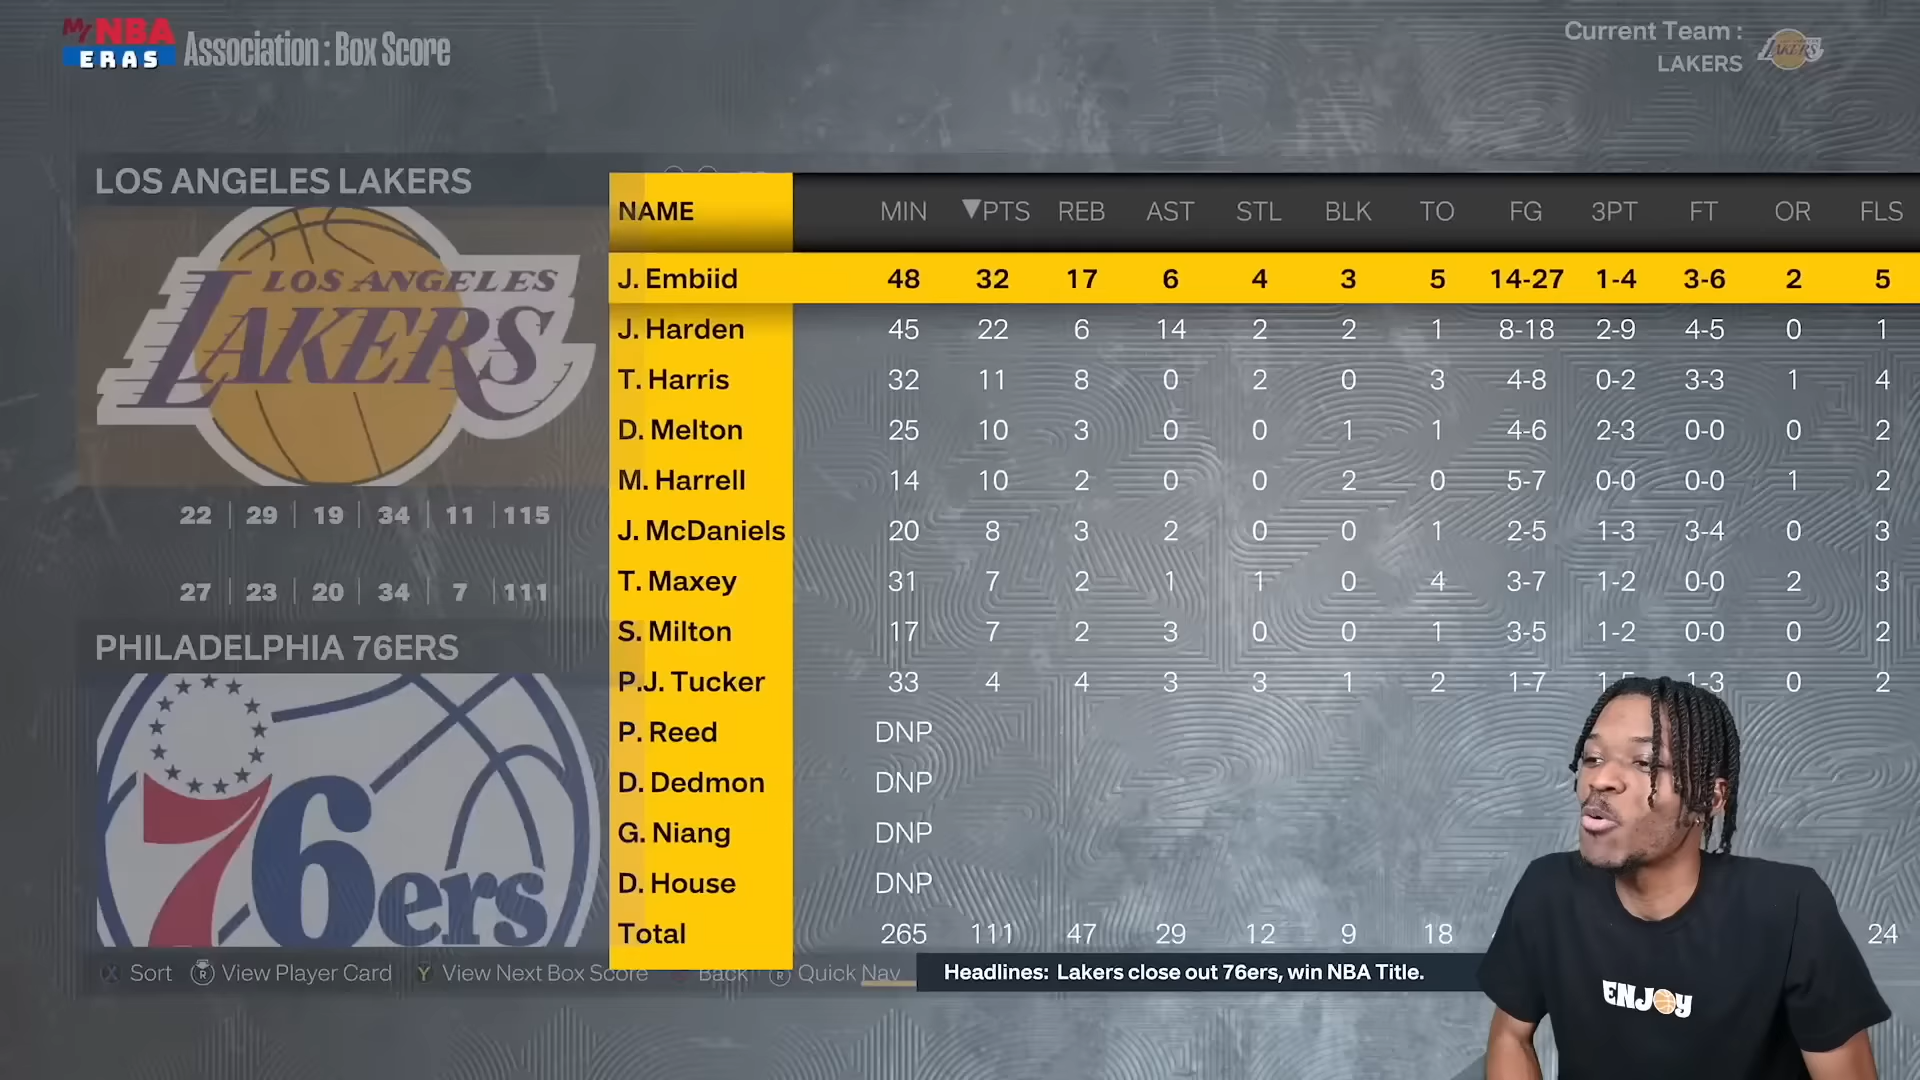 MyNBA
ERAS
Association : Box Score
Current Team :
LAKERS
LAKERS
LOS ANGELES LAKERS
LOS ANGELES
LAKERS
22 29 19 34 11 115
27 23 20 34 7 111
PHILADELPHIA 76ERS
76ers
NAME MIN PTS REB AST STL BLK TO FG 3PT FT OR FLS
J. Embiid 48 32 17 6 4 3 5 14-27 1-4 3-6 2 5
J. Harden 45 22 6 14 2 2 1 8-18 2-9 4-5 0 1
T. Harris 32 11 8 0 2 0 3 4-8 0-2 3-3 1 4
D. Melton 25 10 3 0 0 1 1 4-6 2-3 0-0 0 2
M. Harrell 14 10 2 0 0 2 0 5-7 0-0 0-0 1 2
J. McDaniels 20 8 3 2 0 0 1 2-5 1-3 3-4 0 3
T. Maxey 31 7 2 1 1 0 4 3-7 1-2 0-0 2 3
S. Milton 17 7 2 3 0 0 1 3-5 1-2 0-0 0 2
P.J. Tucker 33 4 4 3 3 1 2 1-7 1-5 1-3 0 2
P. Reed DNP
D. Dedmon DNP
G. Niang DNP
D. House DNP
Total 265 111 47 29 12 9 18 24
X Sort R View Player Card Y View Next Box Score Back R Quick Nav
Headlines: Lakers close out 76ers, win NBA Title.
ENJOY